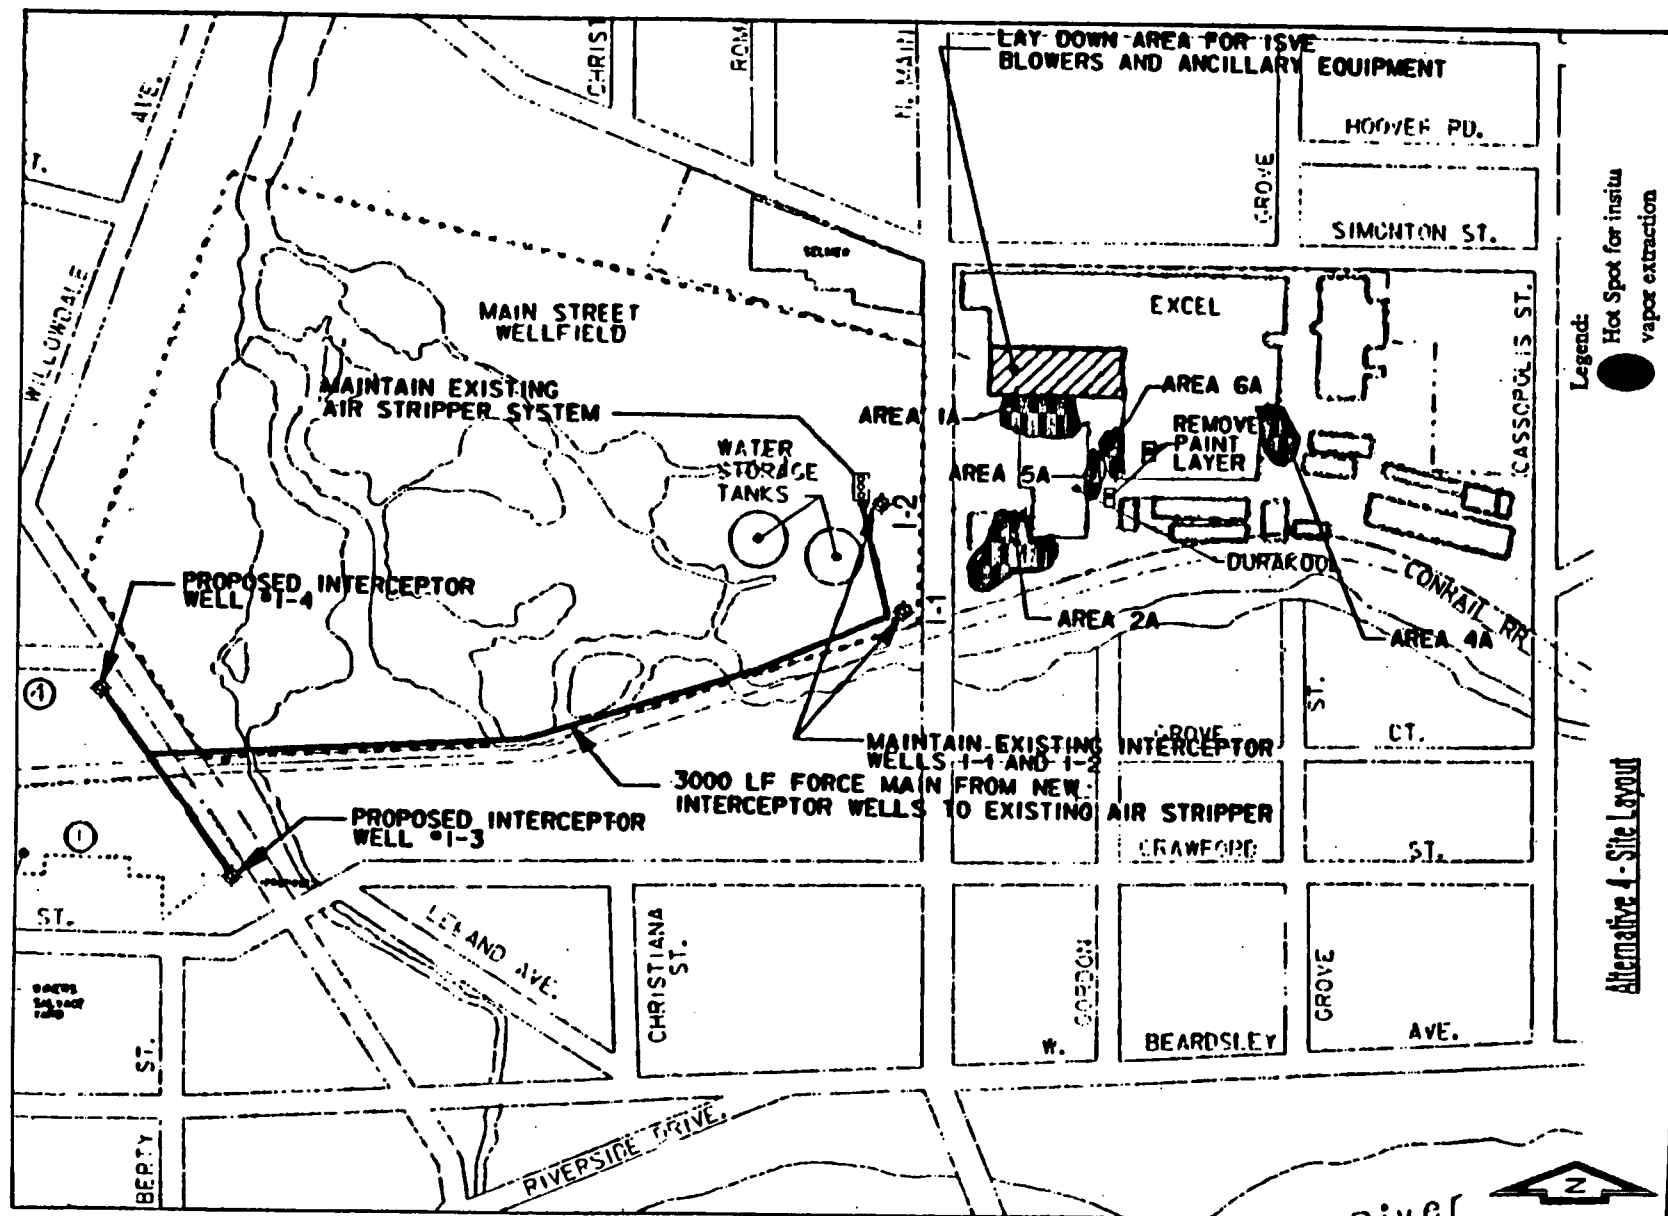 LAY DOWN AREA FOR ISVE
BLOWERS AND ANCILLARY EQUIPMENT
AVE.
CHRIST
ROM
N. MAIN
HOOVER RD.
T.
GROVE
SIMONTON ST.
SELMER
WILLOWDALE
MAIN STREET
WELLFIELD
EXCEL
CASSOPOLIS ST.
Legend:
Hot Spot for insitu
vapor extraction
MAINTAIN EXISTING
AIR STRIPPER SYSTEM
AREA 1A
AREA 6A
REMOVE
PAINT
LAYER
WATER
STORAGE
TANKS
AREA 5A
I-2
DURAKOOL
CONRAIL RR
PROPOSED INTERCEPTOR
WELL #I-4
I-1
AREA 2A
AREA 4A
4
ST.
MAINTAIN EXISTING INTERCEPTOR
WELLS I-1 AND I-2
GROVE
CT.
3000 LF FORCE MAIN FROM NEW
INTERCEPTOR WELLS TO EXISTING AIR STRIPPER
PROPOSED INTERCEPTOR
WELL #I-3
1
CRAWFORD
ST.
ST.
LELAND AVE.
CHRISTIANA
ST.
GORDON
GROVE
W.
BEARDSLEY
AVE.
BERTY
ST.
RIVERSIDE DRIVE.
River
N
Alternative 4 - Site Layout